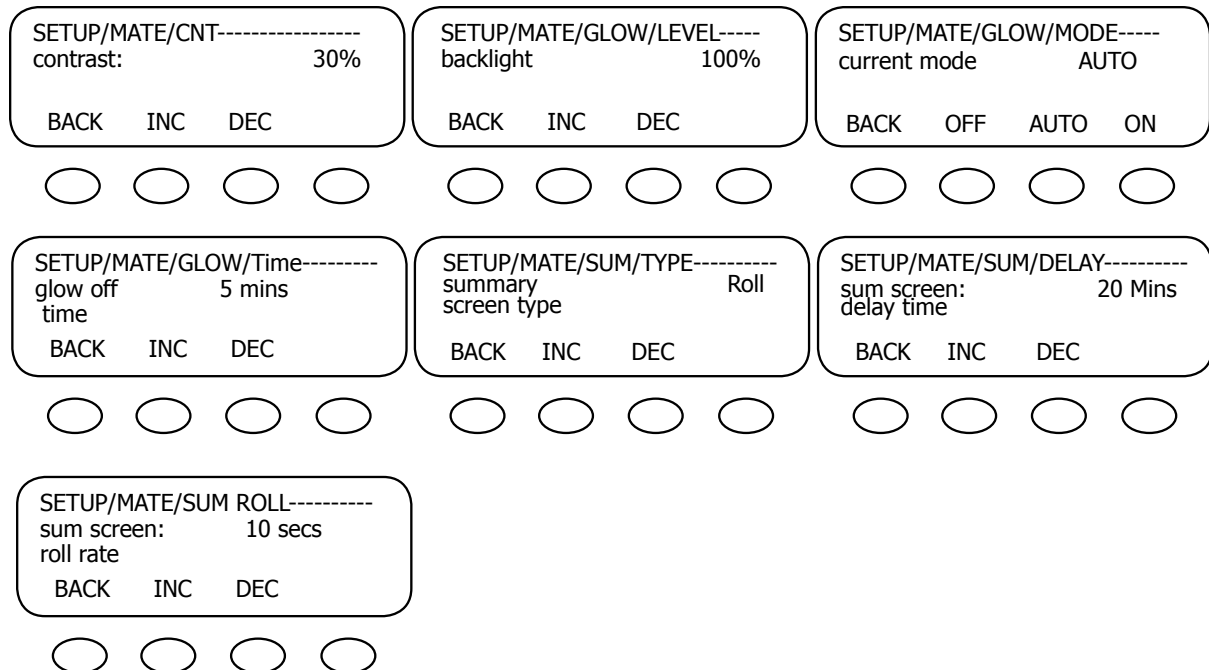 SETUP/MATE/CNT------------------
contrast: 30%
BACK INC DEC
SETUP/MATE/GLOW/LEVEL-----
backlight 100%
BACK INC DEC
SETUP/MATE/GLOW/MODE-----
current mode AUTO
BACK OFF AUTO ON
SETUP/MATE/GLOW/Time---------
glow off 5 mins
time
BACK INC DEC
SETUP/MATE/SUM/TYPE----------
summary Roll
screen type
BACK INC DEC
SETUP/MATE/SUM/DELAY----------
sum screen: 20 Mins
delay time
BACK INC DEC
SETUP/MATE/SUM ROLL----------
sum screen: 10 secs
roll rate
BACK INC DEC